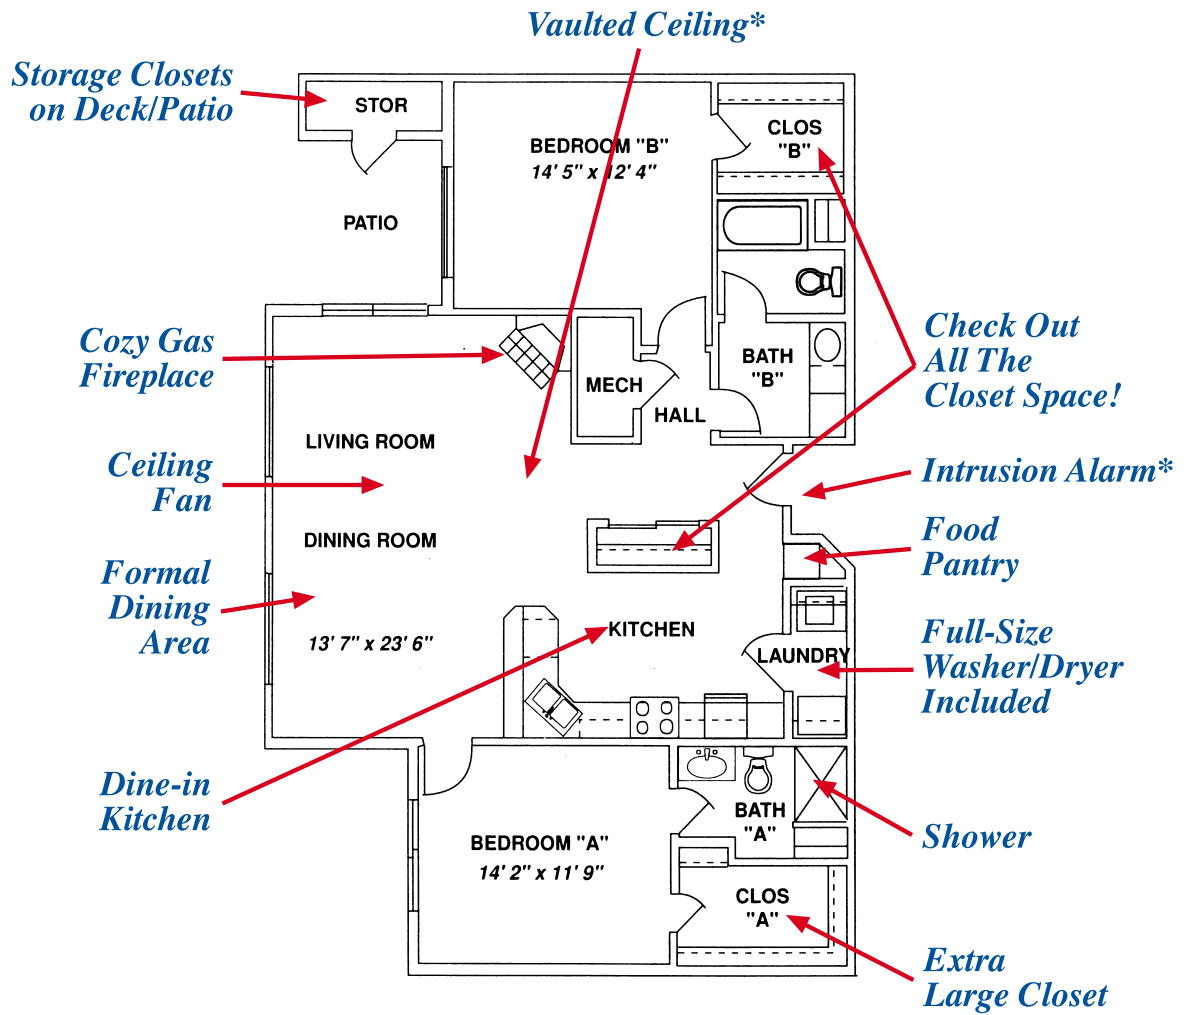 Vaulted Ceiling*
Storage Closets
on Deck/Patio
STOR
BEDROOM "B"
14' 5" x 12' 4"
CLOS
"B"
PATIO
Cozy Gas
Fireplace
MECH
HALL
BATH
"B"
Check Out
All The
Closet Space!
LIVING ROOM
Ceiling
Fan
Intrusion Alarm*
DINING ROOM
Food
Pantry
Formal
Dining
Area
13' 7" x 23' 6"
KITCHEN
LAUNDRY
Full-Size
Washer/Dryer
Included
Dine-in
Kitchen
BEDROOM "A"
14' 2" x 11' 9"
BATH
"A"
Shower
CLOS
"A"
Extra
Large Closet